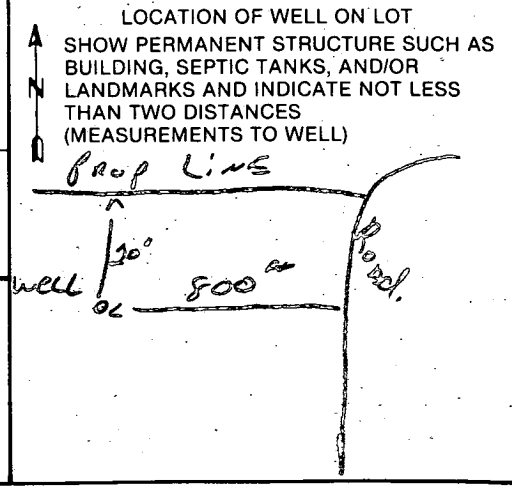 LOCATION OF WELL ON LOT
SHOW PERMANENT STRUCTURE SUCH AS
BUILDING, SEPTIC TANKS, AND/OR
N LANDMARKS AND INDICATE NOT LESS
THAN TWO DISTANCES
(MEASUREMENTS TO WELL)
Prop Line
Road.
well
800